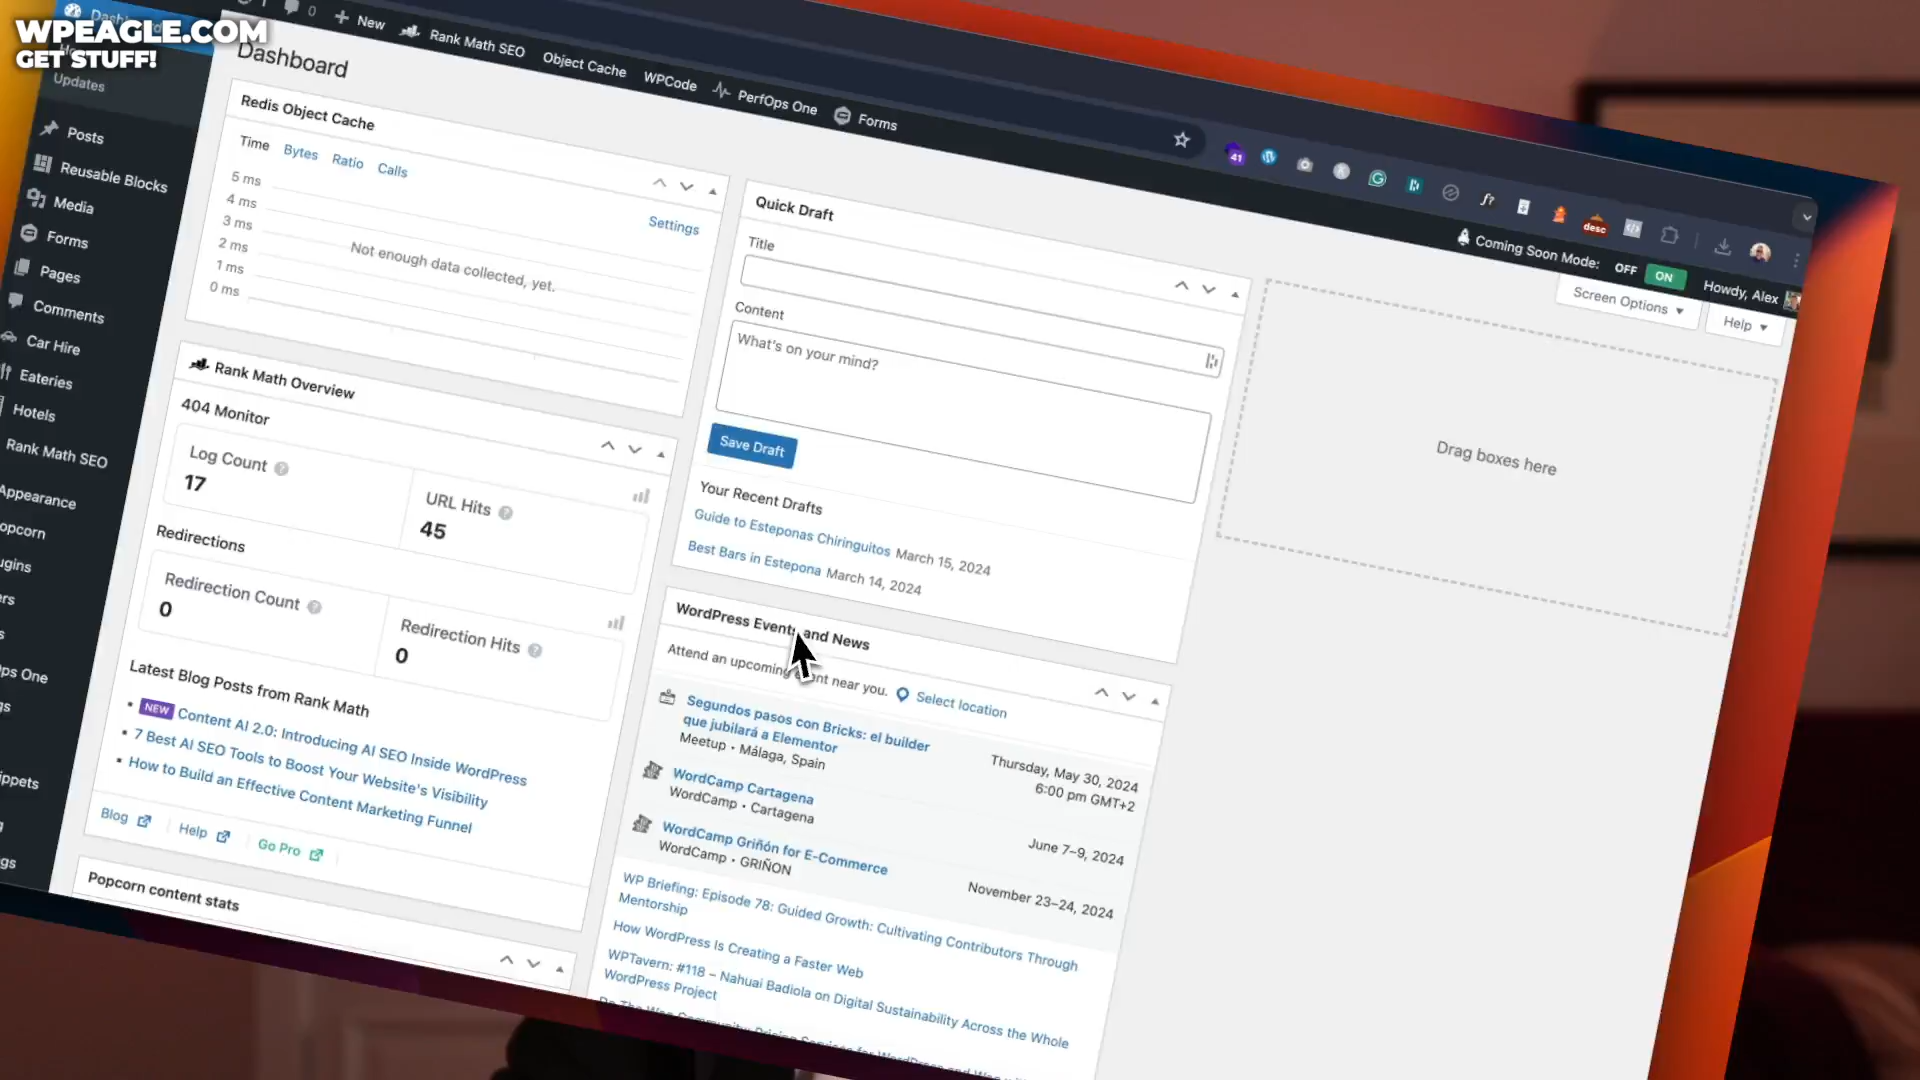 WPEAGLE.COM
GET STUFF!
0
New
Rank Math SEO
Object Cache
WPCode
PerfOps One
Forms
41
desc
Coming Soon Mode:
OFF
ON
Howdy, Alex
Screen Options
Help
Updates
Posts
Reusable Blocks
Media
Forms
Pages
Comments
Car Hire
Eateries
Hotels
Rank Math SEO
Appearance
opcorn
ugins
ers
s
ps One
gs
ippets
g
gs
Dashboard
Redis Object Cache
Time Bytes Ratio Calls
Settings
5 ms
4 ms
3 ms
2 ms
1 ms
0 ms
Not enough data collected, yet.
Rank Math Overview
404 Monitor
Log Count
17
URL Hits
45
Redirections
Redirection Count
0
Redirection Hits
0
Latest Blog Posts from Rank Math
NEW Content AI 2.0: Introducing AI SEO Inside WordPress
7 Best AI SEO Tools to Boost Your Website's Visibility
How to Build an Effective Content Marketing Funnel
Blog
Help
Go Pro
Popcorn content stats
Quick Draft
Title
Content
What's on your mind?
Save Draft
Your Recent Drafts
Guide to Esteponas Chiringuitos March 15, 2024
Best Bars in Estepona March 14, 2024
WordPress Events and News
Attend an upcoming event near you. Select location
Segundos pasos con Bricks: el builder
que jubilará a Elementor
Meetup • Málaga, Spain
Thursday, May 30, 2024
6:00 pm GMT+2
WordCamp Cartagena
WordCamp • Cartagena
June 7–9, 2024
WordCamp Griñón for E-Commerce
WordCamp • GRIÑON
November 23–24, 2024
WP Briefing: Episode 78: Guided Growth: Cultivating Contributors Through
Mentorship
How WordPress Is Creating a Faster Web
WPTavern: #118 – Nahuai Badiola on Digital Sustainability Across the Whole
WordPress Project
Drag boxes here